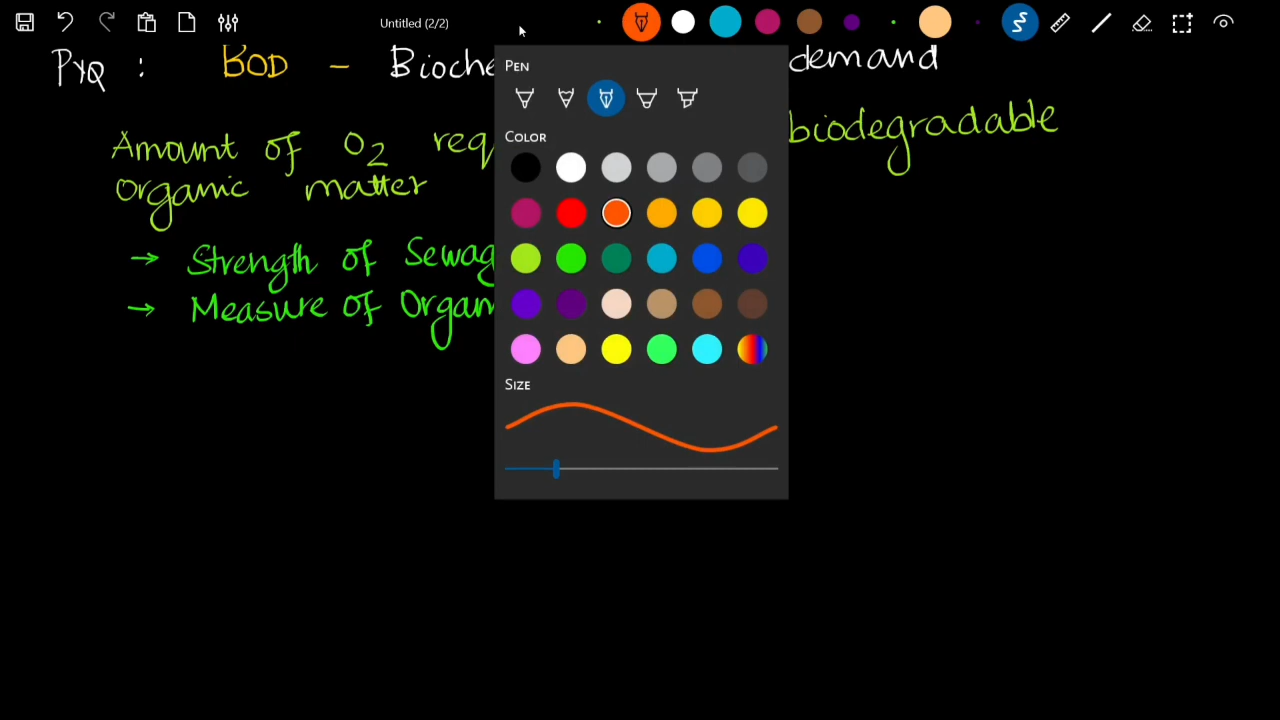 Untitled (2/2)
PYQ : BOD - Bioche demand
Amount of O2 req biodegradable
organic matter
→ Strength of Sewag
→ Measure of Organ
PEN
COLOR
SIZE